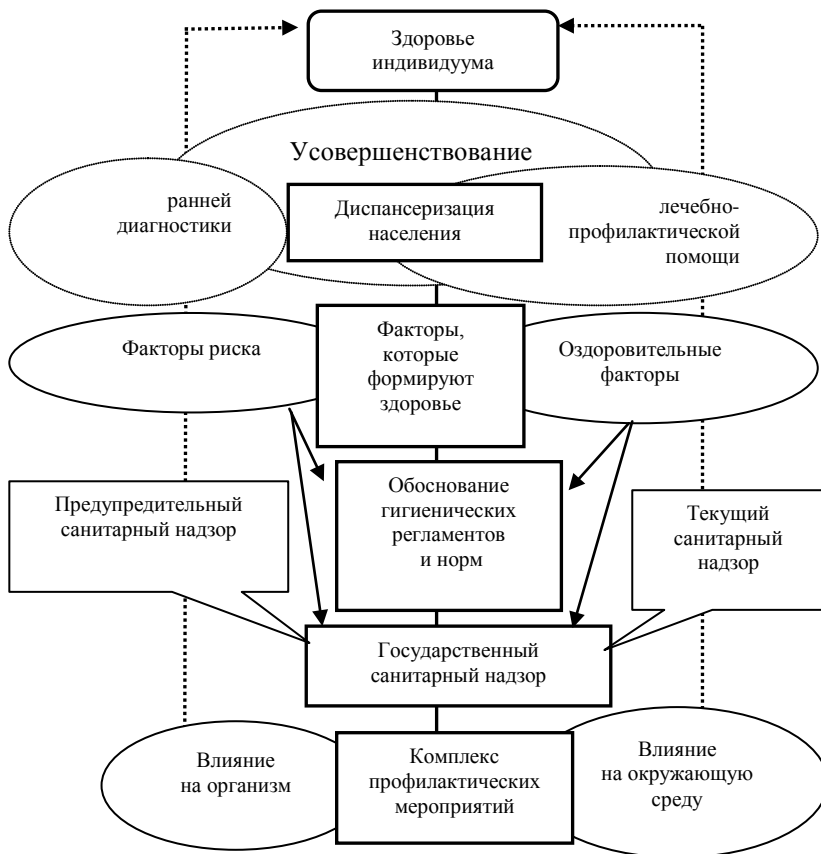 Здоровье
индивидуума
Усовершенствование
ранней
диагностики
Диспансеризация
населения
лечебно-
профилактической
помощи
Факторы риска
Факторы,
которые
формируют
здоровье
Оздоровительные
факторы
Предупредительный
санитарный надзор
Обоснование
гигиенических
регламентов
и норм
Текущий
санитарный
надзор
Государственный
санитарный надзор
Влияние
на организм
Комплекс
профилактических
мероприятий
Влияние
на окружающую
среду